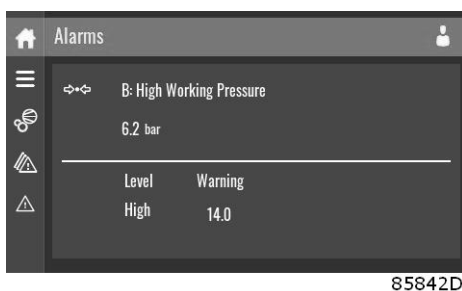 Alarms
B: High Working Pressure
6.2 bar
Level Warning
High 14.0
85842D